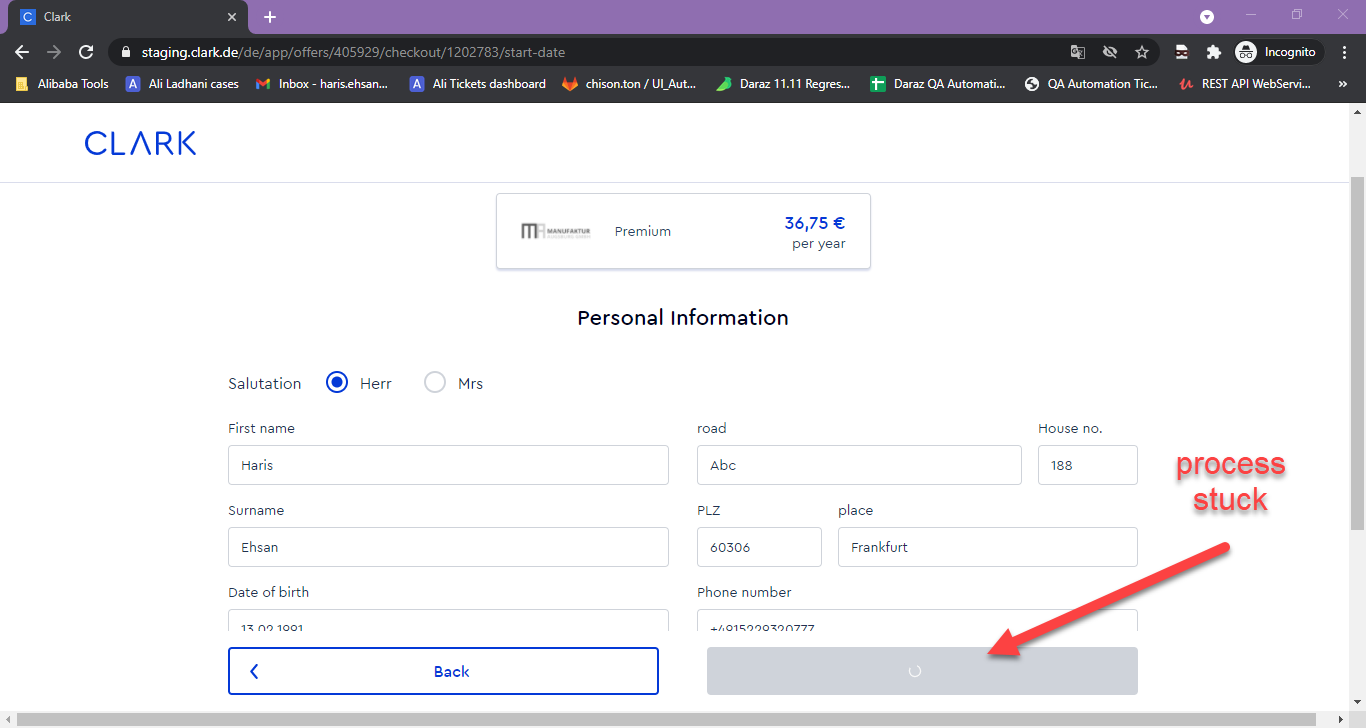 Clark
staging.clark.de/de/app/offers/405929/checkout/1202783/start-date
Incognito
Alibaba Tools
Ali Ladhani cases
Inbox - haris.ehsan...
Ali Tickets dashboard
chison.ton / UI_Aut...
Daraz 11.11 Regres...
Daraz QA Automati...
QA Automation Tic...
REST API WebServi...
»
CLARK
MANUFAKTUR
Premium
36,75 €
per year
Personal Information
Salutation
Herr
Mrs
First name
road
House no.
Haris
Abc
188
process
stuck
Surname
PLZ
place
Ehsan
60306
Frankfurt
Date of birth
Phone number
13.02.1991
+4915229320777
Back